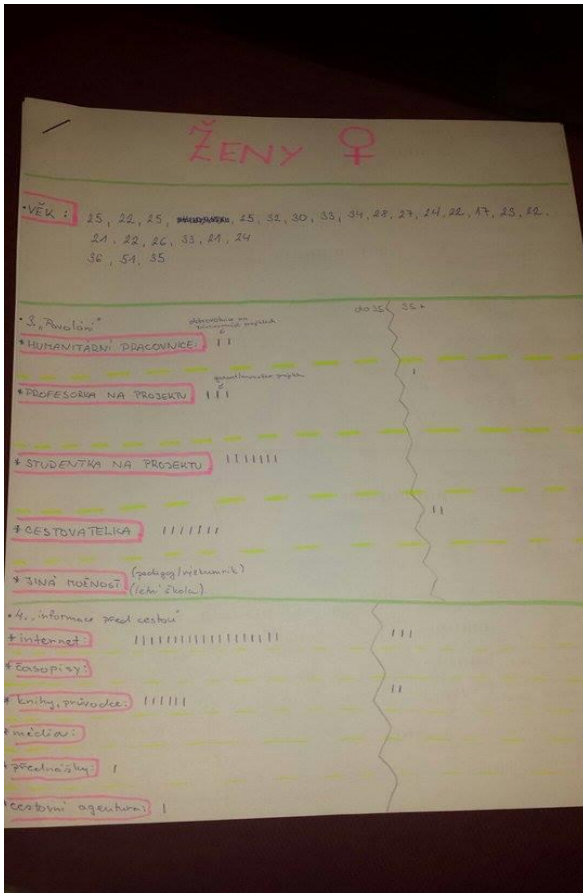 ŽENY ♀
• VĚK: 25, 22, 25, 25, 32, 30, 33, 34, 28, 27, 24, 22, 17, 23, 22,
21, 22, 26, 33, 21, 24
36, 51, 35
do 35 35+
• 3. „Povolání"
* HUMANITÁRNÍ PRACOVNICE: II
I
* PROFESORKA NA PROJEKTU III
* STUDENTKA NA PROJEKTU IIIIIII
II
* CESTOVATELKA: IIIIIII
* JINÁ MOŽNOST (pedagog/výzkumník)
(letní škola)
• 4. „informace před cestou"
* internet: III
* časopisy:
* knihy, průvodce: IIIIII II
* média:
* přednášky: I
* cestovní agentura: I